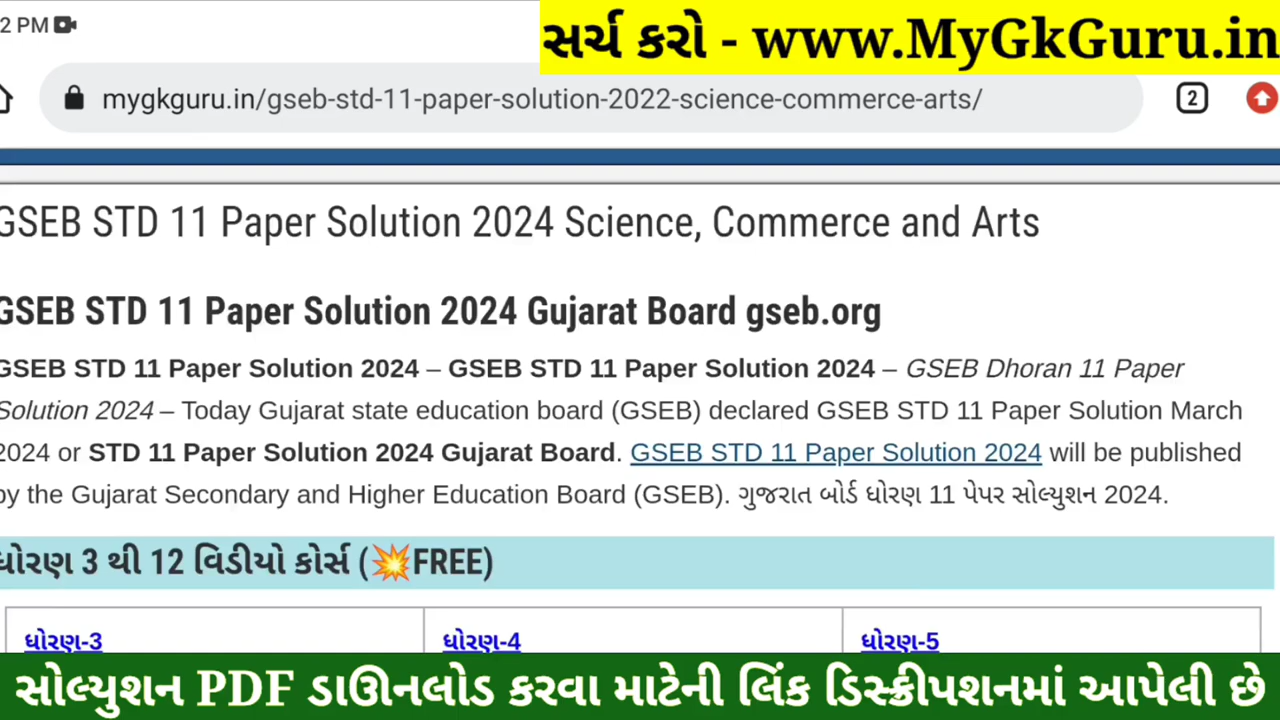 2 PM
સર્ચ કરો - www.MyGkGuru.in
mygkguru.in/gseb-std-11-paper-solution-2022-science-commerce-arts/
2
GSEB STD 11 Paper Solution 2024 Science, Commerce and Arts
GSEB STD 11 Paper Solution 2024 Gujarat Board gseb.org
GSEB STD 11 Paper Solution 2024 – GSEB STD 11 Paper Solution 2024 – GSEB Dhoran 11 Paper
Solution 2024 – Today Gujarat state education board (GSEB) declared GSEB STD 11 Paper Solution March
2024 or STD 11 Paper Solution 2024 Gujarat Board. GSEB STD 11 Paper Solution 2024 will be published
by the Gujarat Secondary and Higher Education Board (GSEB). ગુજરાત બોર્ડ ધોરણ 11 પેપર સોલ્યુશન 2024.
ધોરણ 3 થી 12 વિડીયો કોર્સ (💥FREE)
ધોરણ-3 ધોરણ-4 ધોરણ-5
સોલ્યુશન PDF ડાઊનલોડ કરવા માટેની લિંક ડિસ્ક્રીપશનમાં આપેલી છે